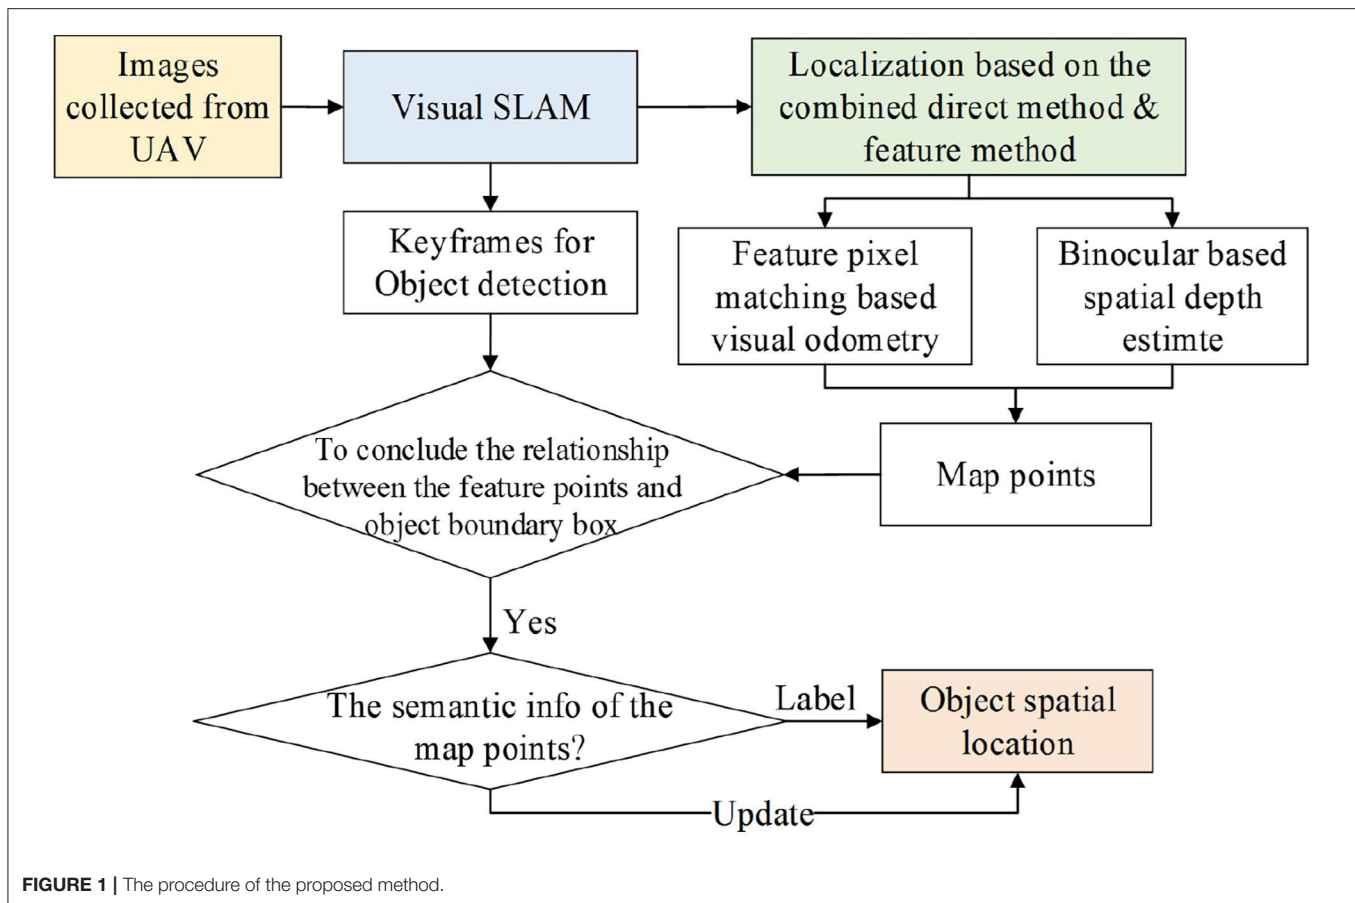 Images
collected from
UAV
Visual SLAM
Localization based on the
combined direct method &
feature method
Keyframes for
Object detection
Feature pixel
matching based
visual odometry
Binocular based
spatial depth
estimte
To conclude the relationship
between the feature points and
object boundary box
Map points
Yes
The semantic info of the
map points?
Label
Object spatial
location
Update
FIGURE 1 | The procedure of the proposed method.